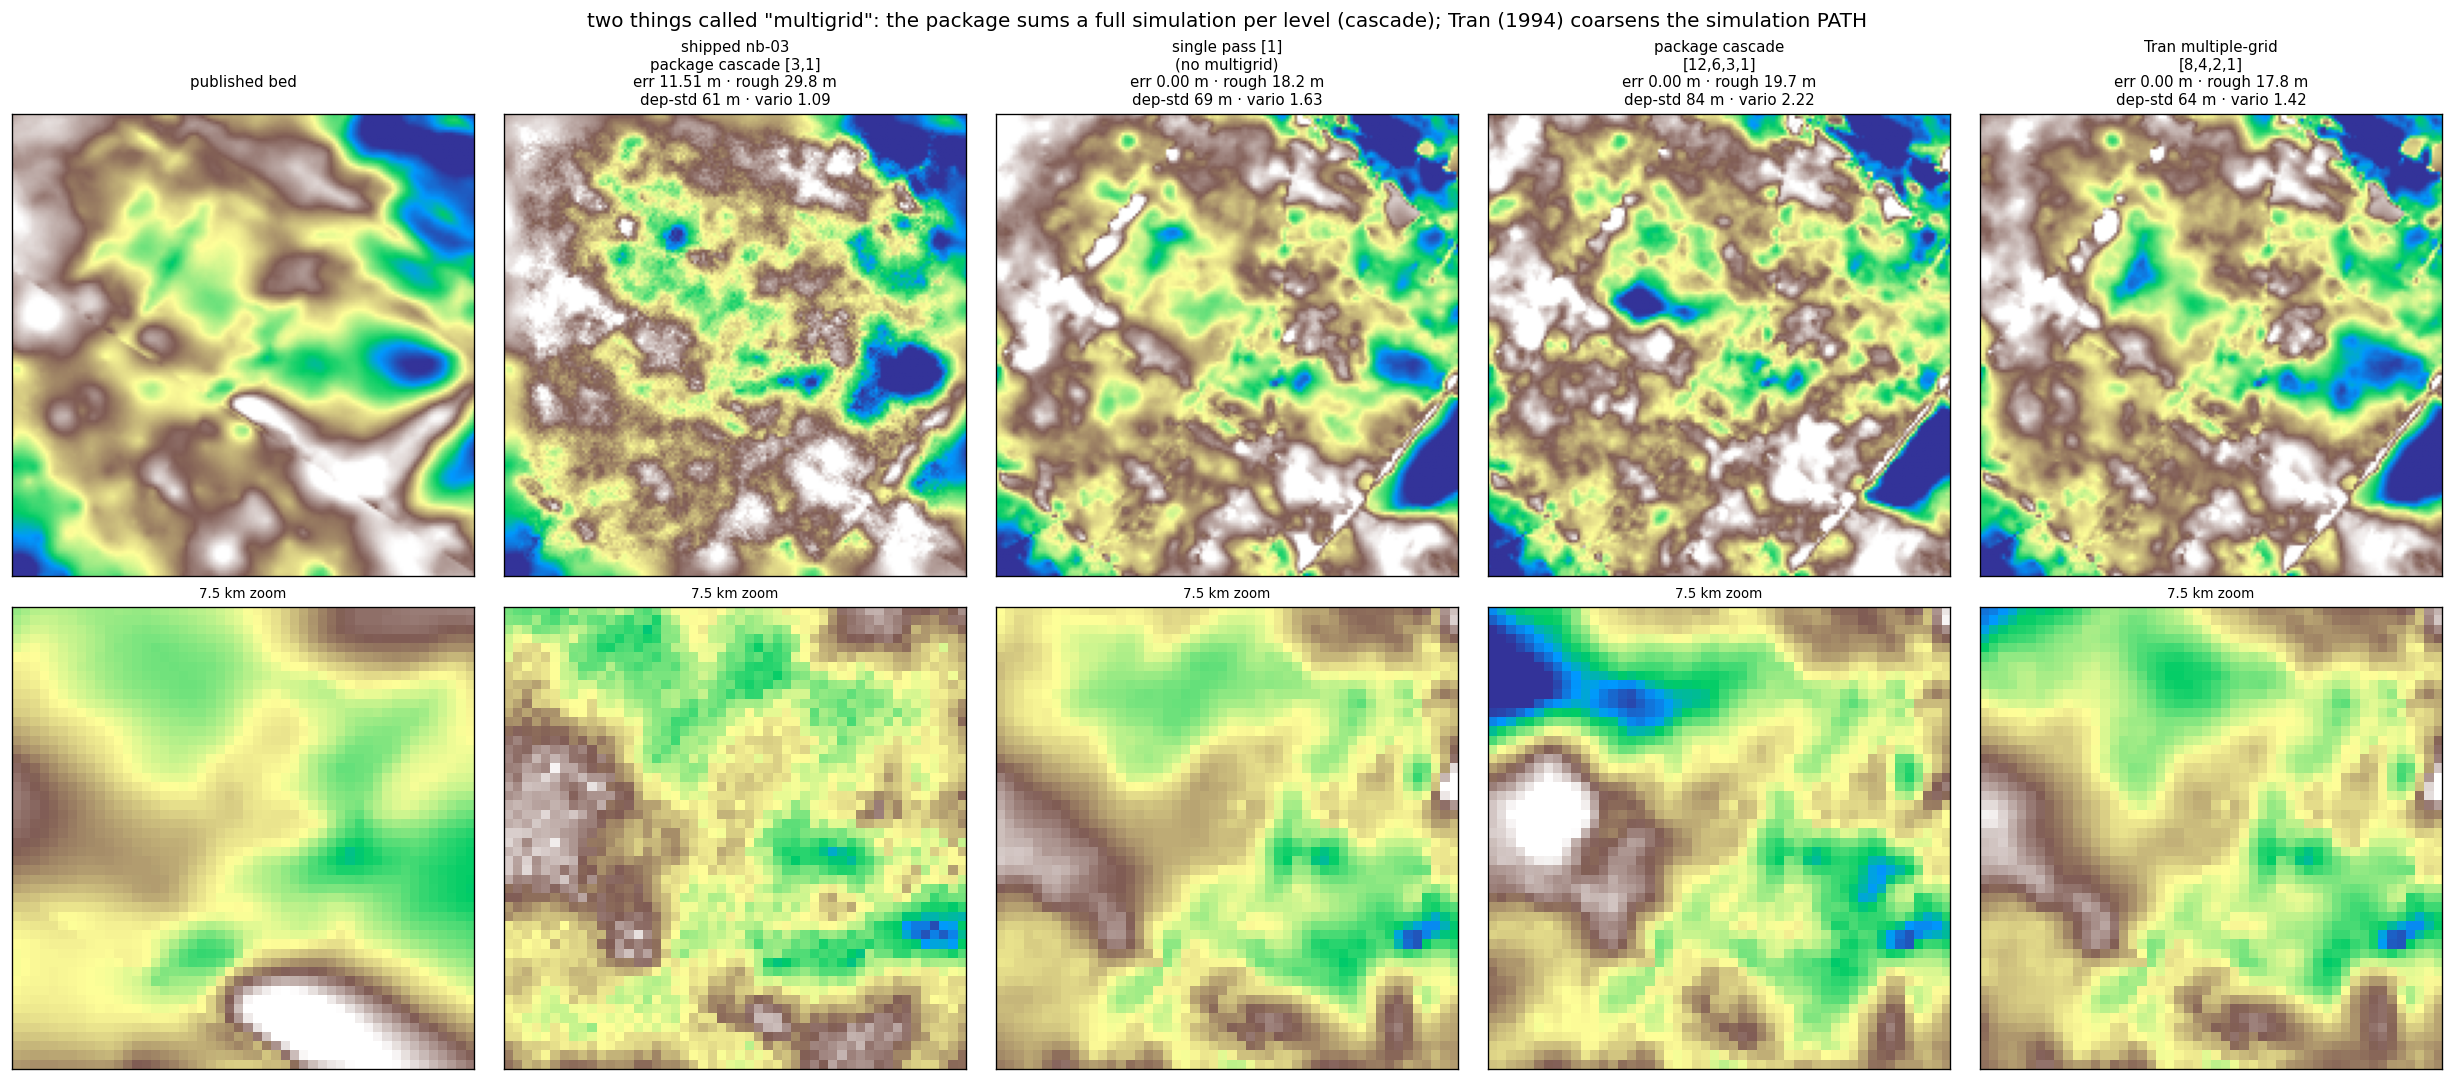 two things called "multigrid": the package sums a full simulation per level (cascade); Tran (1994) coarsens the simulation PATH
published bed
shipped nb-03
package cascade [3,1]
err 11.51 m · rough 29.8 m
dep-std 61 m · vario 1.09
single pass [1]
(no multigrid)
err 0.00 m · rough 18.2 m
dep-std 69 m · vario 1.63
package cascade
[12,6,3,1]
err 0.00 m · rough 19.7 m
dep-std 84 m · vario 2.22
Tran multiple-grid
[8,4,2,1]
err 0.00 m · rough 17.8 m
dep-std 64 m · vario 1.42
7.5 km zoom
7.5 km zoom
7.5 km zoom
7.5 km zoom
7.5 km zoom